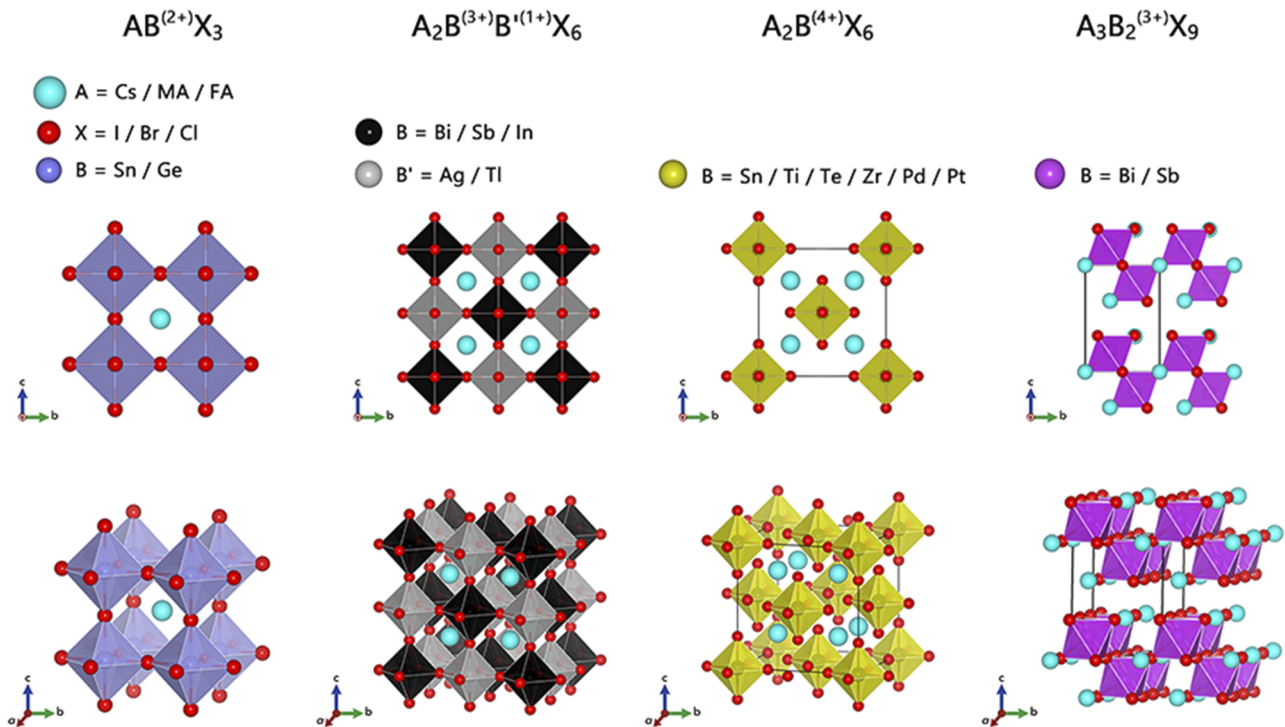 AB⁽²⁺⁾X₃
A₂B⁽³⁺⁾B'⁽¹⁺⁾X₆
A₂B⁽⁴⁺⁾X₆
A₃B₂⁽³⁺⁾X₉
A = Cs / MA / FA
X = I / Br / Cl
B = Sn / Ge
B = Bi / Sb / In
B' = Ag / Tl
B = Sn / Ti / Te / Zr / Pd / Pt
B = Bi / Sb
c
b
c
b
c
b
c
b
c
b
a
c
b
a
c
b
a
c
b
a